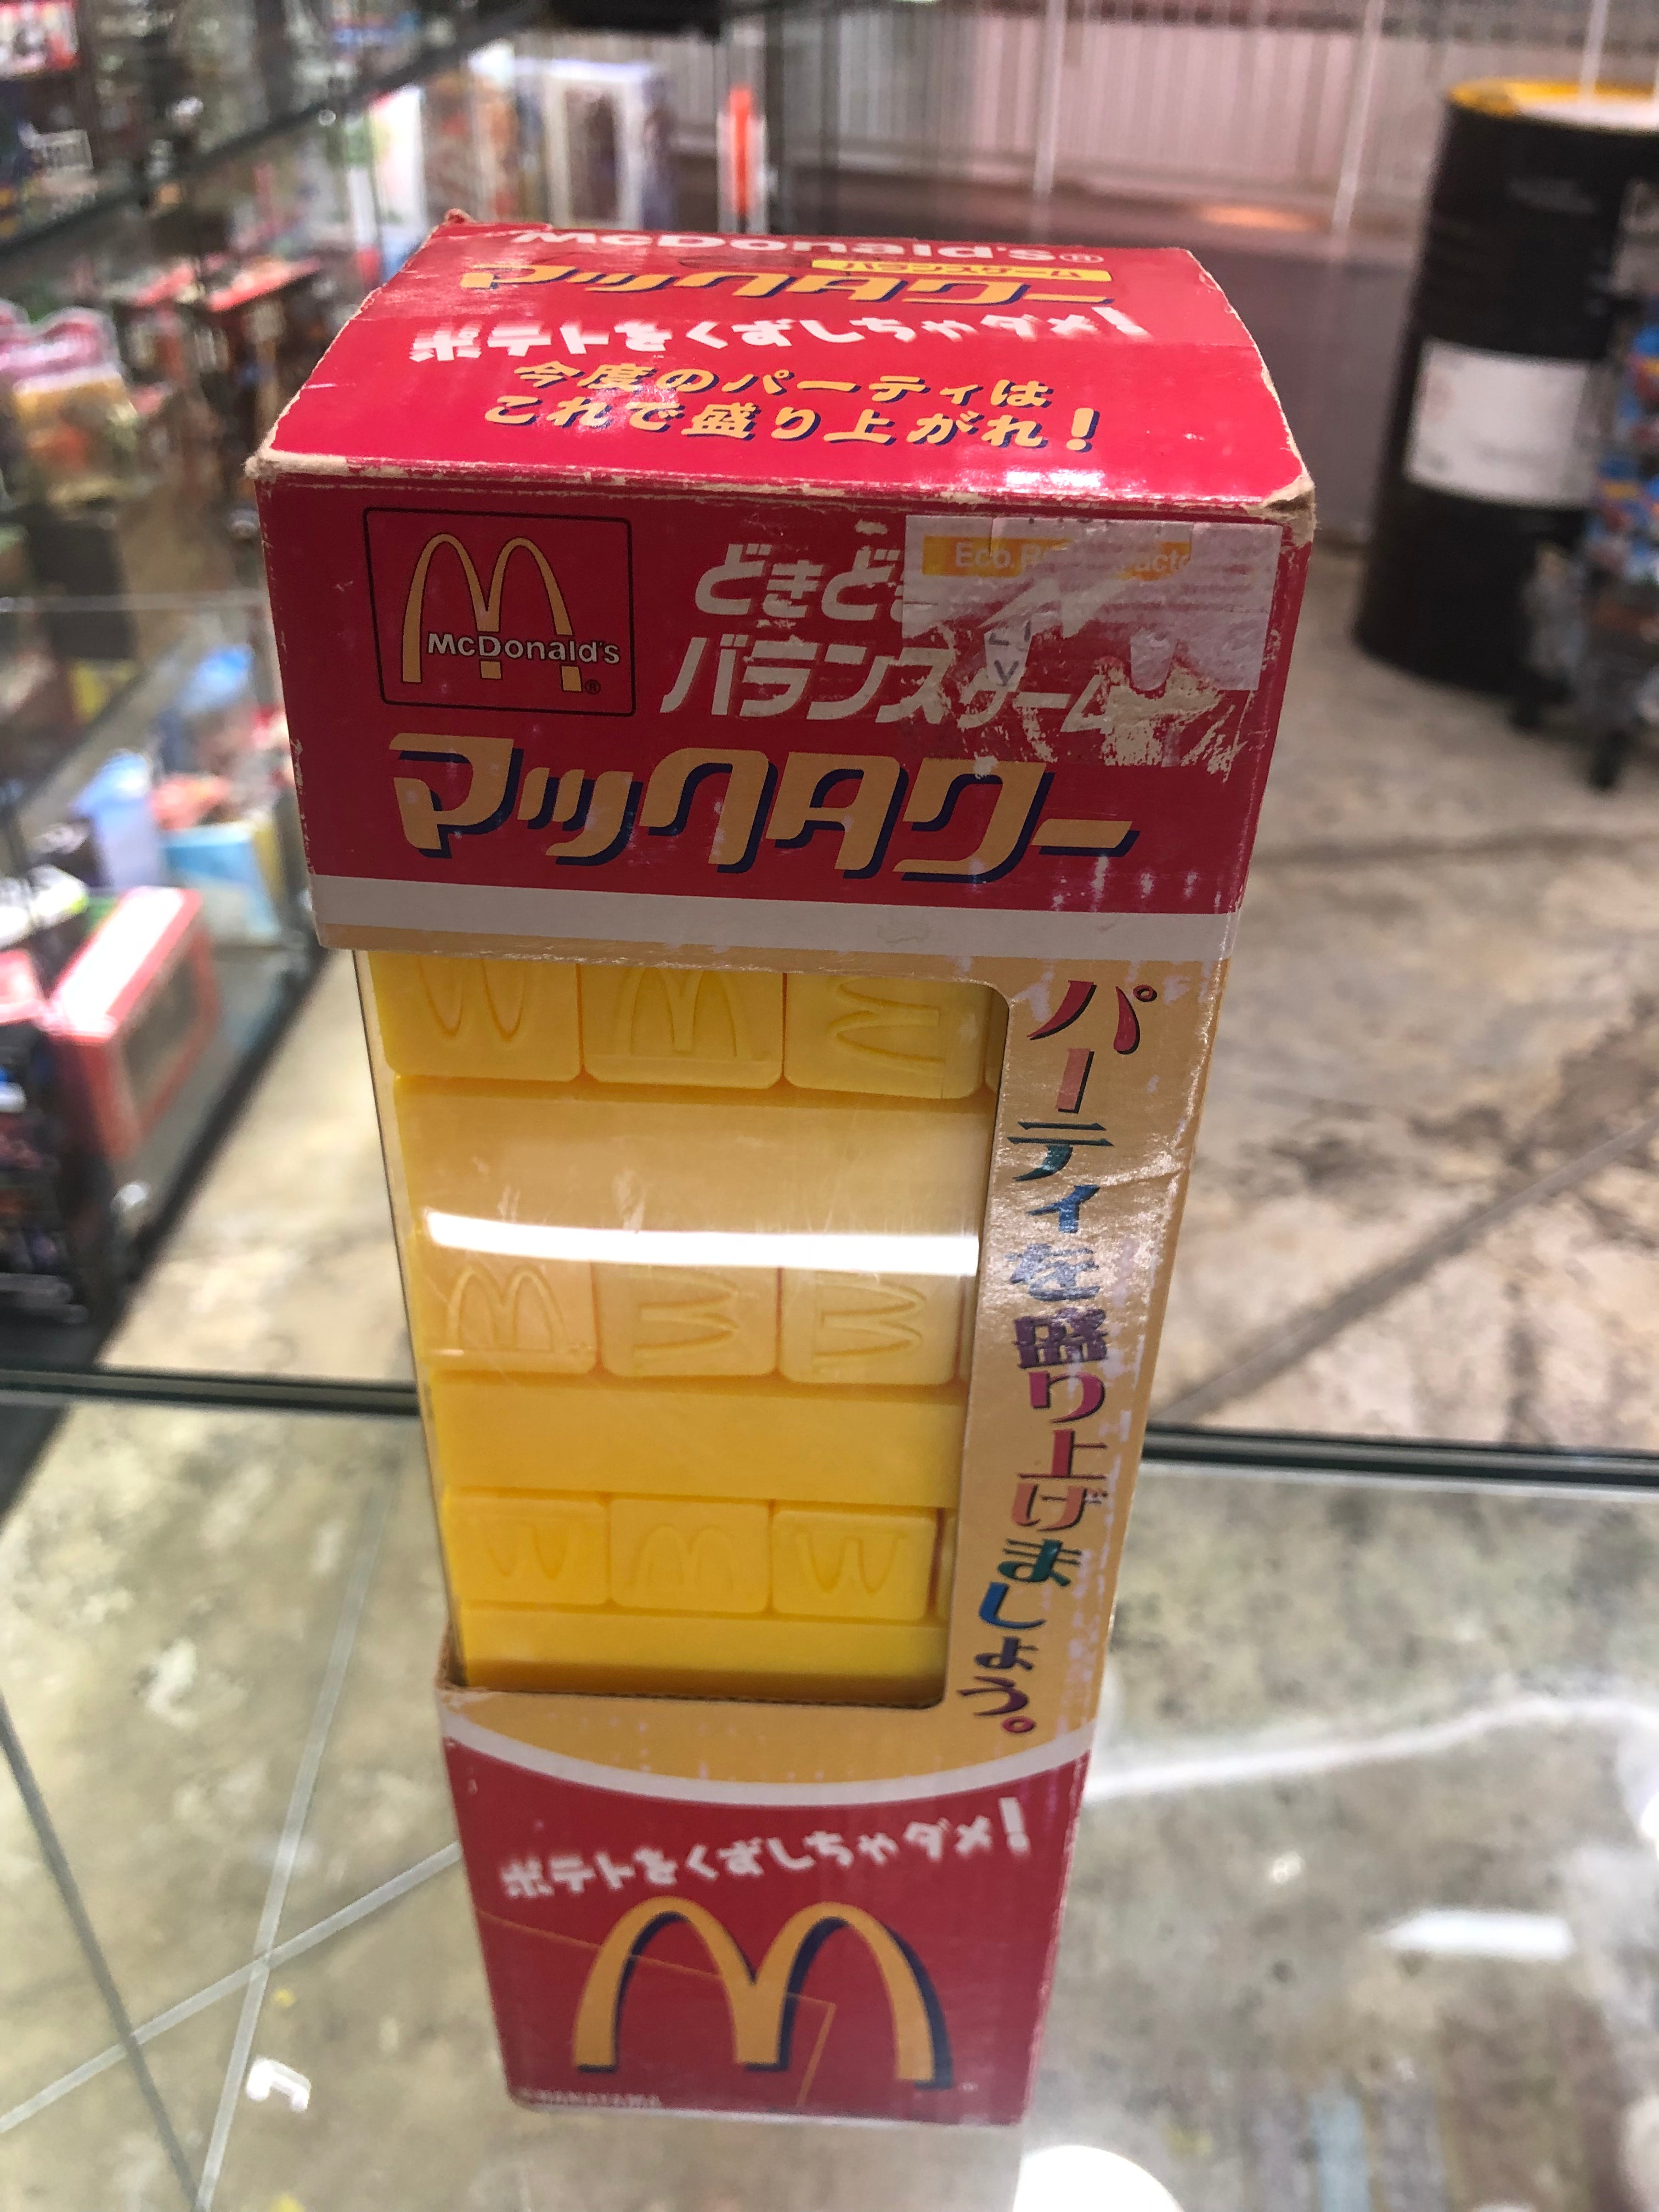 McDonald's®
バランスゲーム
マックタワー
ポテトをくずしちゃダメ!
今度のパーティは
これで盛り上がれ!
McDonald's®
どきどき
バランスゲーム
Eco.
マックタワー
パーティを盛り上げましょう。
ポテトをくずしちゃダメ!
HANAYAMA